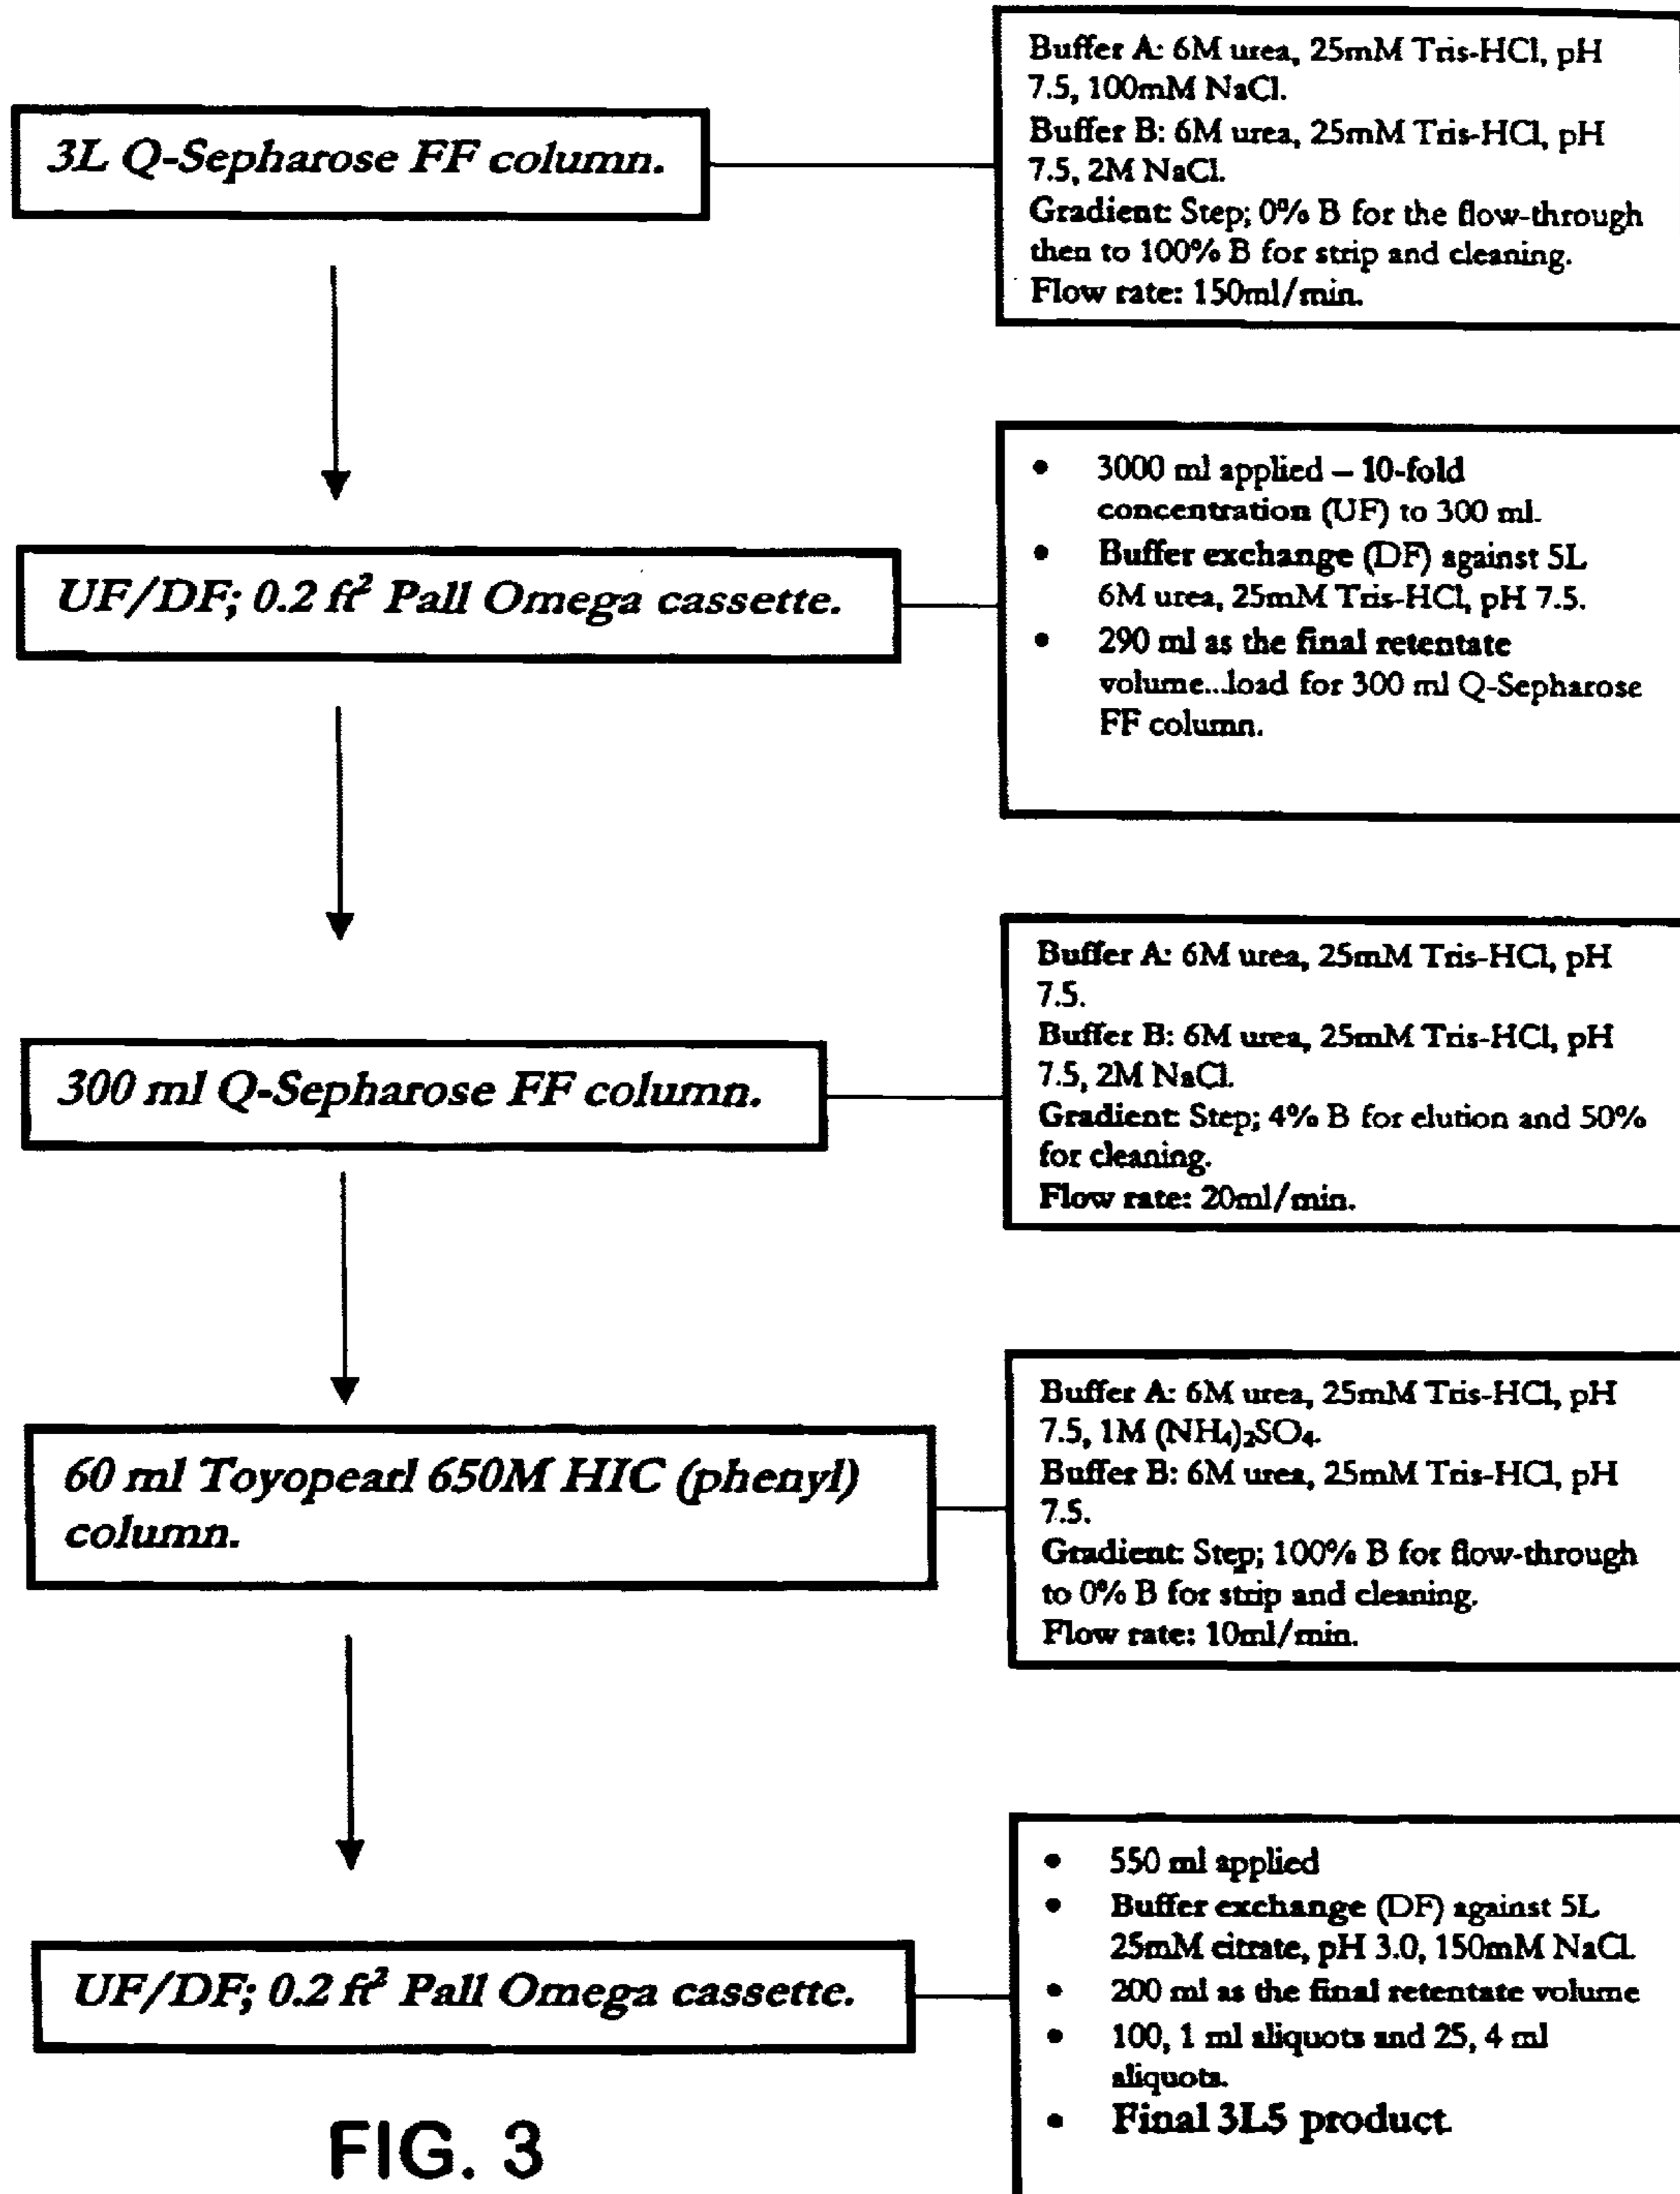 3L Q-Sepharose FF column.
Buffer A: 6M urea, 25mM Tris-HCl, pH
7.5, 100mM NaCl.
Buffer B: 6M urea, 25mM Tris-HCl, pH
7.5, 2M NaCl.
Gradient: Step; 0% B for the flow-through
then to 100% B for strip and cleaning.
Flow rate: 150ml/min.
UF/DF; 0.2 ft² Pall Omega cassette.
• 3000 ml applied – 10-fold
concentration (UF) to 300 ml.
• Buffer exchange (DF) against 5L
6M urea, 25mM Tris-HCl, pH 7.5.
• 290 ml as the final retentate
volume...load for 300 ml Q-Sepharose
FF column.
300 ml Q-Sepharose FF column.
Buffer A: 6M urea, 25mM Tris-HCl, pH
7.5.
Buffer B: 6M urea, 25mM Tris-HCl, pH
7.5, 2M NaCl.
Gradient: Step; 4% B for elution and 50%
for cleaning.
Flow rate: 20ml/min.
60 ml Toyopearl 650M HIC (phenyl)
column.
Buffer A: 6M urea, 25mM Tris-HCl, pH
7.5, 1M (NH₄)₂SO₄.
Buffer B: 6M urea, 25mM Tris-HCl, pH
7.5.
Gradient: Step; 100% B for flow-through
to 0% B for strip and cleaning.
Flow rate: 10ml/min.
UF/DF; 0.2 ft² Pall Omega cassette.
• 550 ml applied
• Buffer exchange (DF) against 5L
25mM citrate, pH 3.0, 150mM NaCl.
• 200 ml as the final retentate volume
• 100, 1 ml aliquots and 25, 4 ml
aliquots.
• Final 3L5 product
FIG. 3